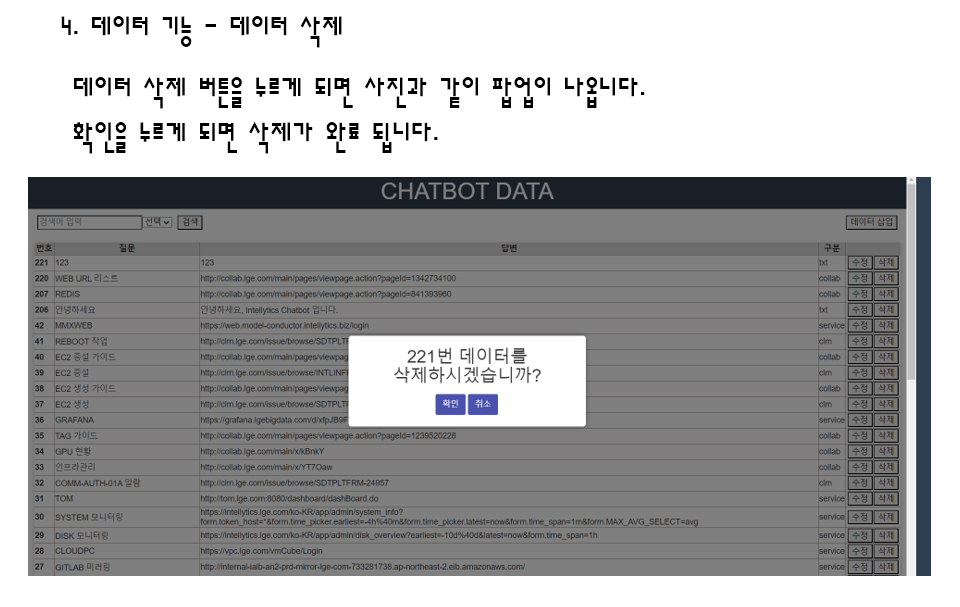 4. 데이터 기능 - 데이터 삭제
데이터 삭제 버튼을 누르게 되면 사진과 같이 팝업이 나옵니다.
확인을 누르게 되면 삭제가 완료 됩니다.
CHATBOT DATA
검색어 입력 선택 검색 데이터 삽입
번호 질문 답변 구분
221 123 123 txt 수정 삭제
220 WEB URL 리스트 http://collab.lge.com/main/pages/viewpage.action?pageId=1342734100 collab 수정 삭제
207 REDIS http://collab.lge.com/main/pages/viewpage.action?pageId=841393960 collab 수정 삭제
206 안녕하세요 안녕하세요, Intellytics Chatbot 입니다. txt 수정 삭제
42 MMXWEB https://web.model-conductor.intellytics.biz/login service 수정 삭제
41 REBOOT 작업 http://clm.lge.com/issue/browse/SDTPLTF clm 수정 삭제
40 EC2 증설 가이드 http://collab.lge.com/main/pages/viewpag collab 수정 삭제
39 EC2 증설 http://clm.lge.com/issue/browse/INTLINF clm 수정 삭제
38 EC2 생성 가이드 http://collab.lge.com/main/pages/viewpag collab 수정 삭제
37 EC2 생성 http://clm.lge.com/issue/browse/SDTPLTF clm 수정 삭제
36 GRAFANA https://grafana.lgebigdata.com/d/xfpJB9F service 수정 삭제
221번 데이터를
삭제하시겠습니까?
확인 취소
35 TAG 가이드 http://collab.lge.com/main/pages/viewpage.action?pageId=1239520228 collab 수정 삭제
34 GPU 현황 http://collab.lge.com/main/x/kBnkY collab 수정 삭제
33 인프라관리 http://collab.lge.com/main/x/YT7Oaw collab 수정 삭제
32 COMM-AUTH-01A 알람 http://clm.lge.com/issue/browse/SDTPLTFRM-24957 clm 수정 삭제
31 TOM http://tom.lge.com:8080/dashboard/dashBoard.do service 수정 삭제
30 SYSTEM 모니터링 https://intellytics.lge.com/ko-KR/app/admin/system_info? service 수정 삭제
form.token_host=*&form.time_picker.earliest=-4h%40m&form.time_picker.latest=now&form.time_span=1m&form.MAX_AVG_SELECT=avg
29 DISK 모니터링 https://intellytics.lge.com/ko-KR/app/admin/disk_overview?earliest=-10d%40d&latest=now&form.time_span=1h service 수정 삭제
28 CLOUDPC https://vpc.lge.com/vmCube/Login service 수정 삭제
27 GITLAB 미러링 http://internal-ialb-an2-prd-mirror-lge-com-733281738.ap-northeast-2.elb.amazonaws.com/ service 수정 삭제